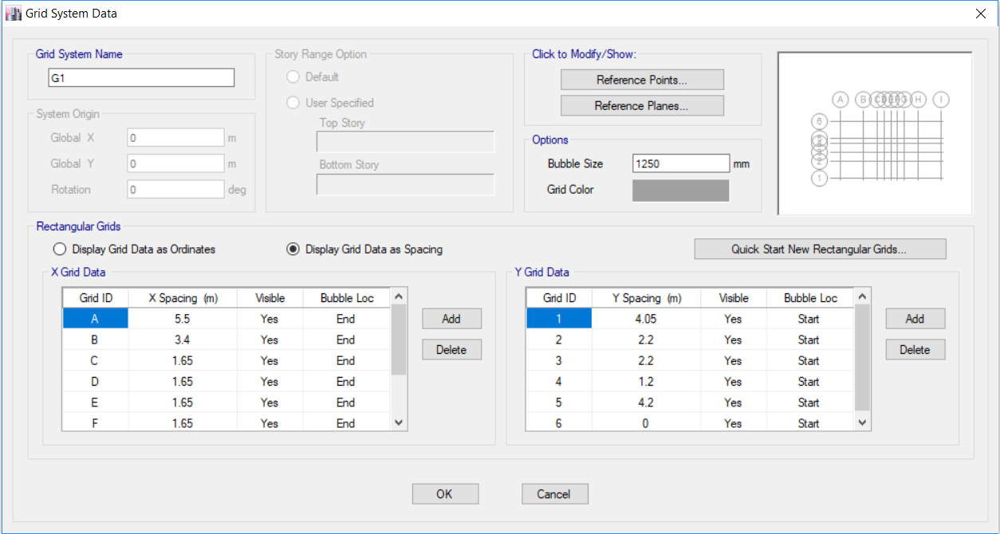 Grid System Data
Grid System Name
G1
System Origin
Global X 0 m
Global Y 0 m
Rotation 0 deg
Story Range Option
Default
User Specified
Top Story
Bottom Story
Click to Modify/Show:
Reference Points...
Reference Planes...
Options
Bubble Size 1250 mm
Grid Color
A B C H I
6
2
1
Rectangular Grids
Display Grid Data as Ordinates
Display Grid Data as Spacing
Quick Start New Rectangular Grids...
X Grid Data
Grid ID X Spacing (m) Visible Bubble Loc
A 5.5 Yes End
B 3.4 Yes End
C 1.65 Yes End
D 1.65 Yes End
E 1.65 Yes End
F 1.65 Yes End
Add
Delete
Y Grid Data
Grid ID Y Spacing (m) Visible Bubble Loc
1 4.05 Yes Start
2 2.2 Yes Start
3 2.2 Yes Start
4 1.2 Yes Start
5 4.2 Yes Start
6 0 Yes Start
Add
Delete
OK
Cancel